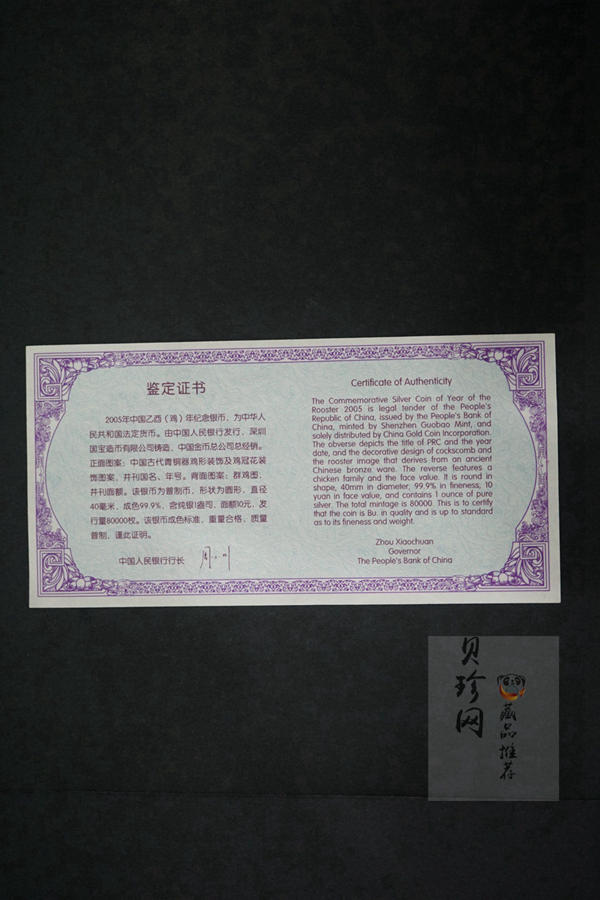 鉴定证书
2005年中国乙酉（鸡）年纪念银币，为中华人
民共和国法定货币。由中国人民银行发行，深圳
国宝造币有限公司铸造，中国金币总公司总经销。
正面图案：中国古代青铜器鸡形装饰及鸡冠花装
饰图案，并刊国名、年号。背面图案：群鸡图，
并刊面额。该银币为普制币，形状为圆形，直径
40毫米，成色99.9%，含纯银1盎司，面额10元，发
行量80000枚。该银币成色标准，重量合格，质量
普制，谨此证明。
中国人民银行行长
Certificate of Authenticity
The Commemorative Silver Coin of Year of the
Rooster 2005 is legal tender of the People's
Republic of China, issued by the People's Bank of
China, minted by Shenzhen Guobao Mint, and
solely distributed by China Gold Coin Incorporation.
The obverse depicts the title of PRC and the year
date, and the decorative design of cockscomb and
the rooster image that derives from an ancient
Chinese bronze ware. The reverse features a
chicken family and the face value. It is round in
shape, 40mm in diameter, 99.9% in fineness, 10
yuan in face value, and contains 1 ounce of pure
silver. The total mintage is 80000. This is to certify
that the coin is Bu. in quality and is up to standard
as to its fineness and weight.
Zhou Xiaochuan
Governor
The People's Bank of China
贝珍网
藏品推荐